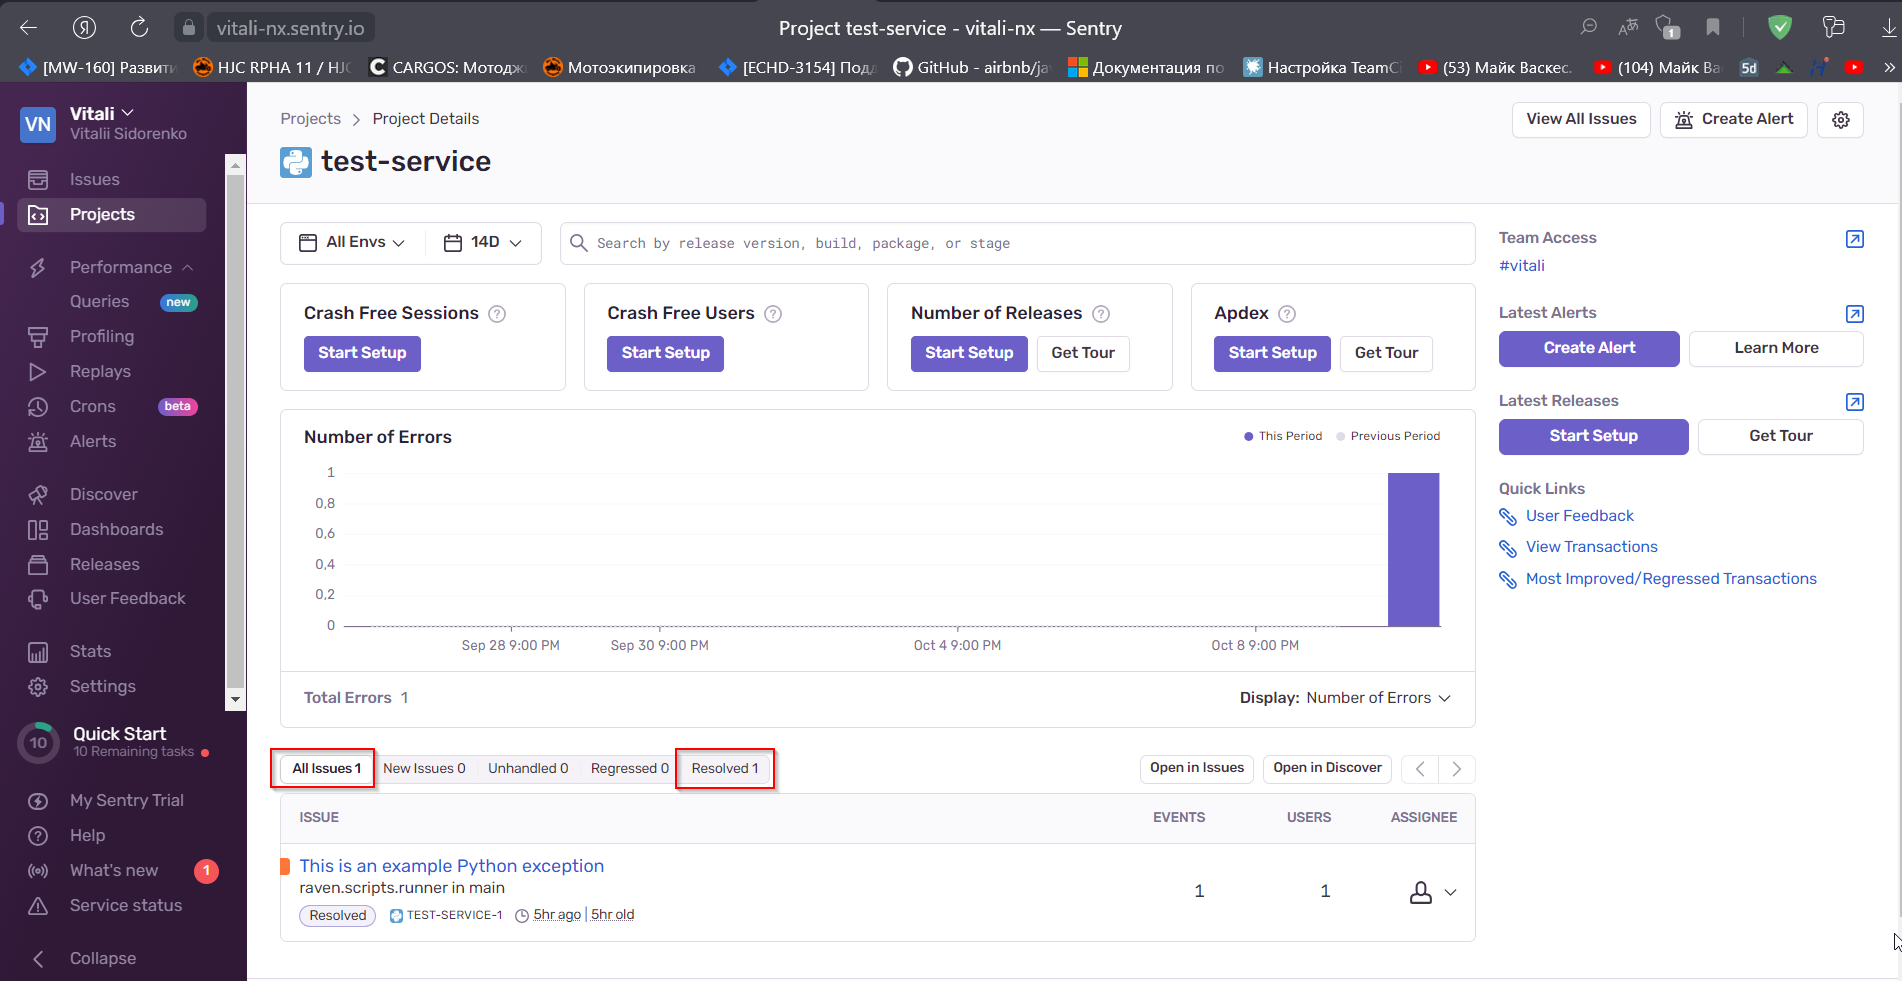 Я
vitali-nx.sentry.io
Project test-service - vitali-nx — Sentry
1
[MW-160] Развити
HJC RPHA 11 / HJC
CARGOS: Мотодж
Мотоэкипировка
[ECHD-3154] Подд
GitHub - airbnb/ja
Документация по
Настройка TeamCi
(53) Майк Васкес.
(104) Майк Ва
5d
»
VN
Vitali
Vitalii Sidorenko
Issues
Projects
Performance
Queries new
Profiling
Replays
Crons beta
Alerts
Discover
Dashboards
Releases
User Feedback
Stats
Settings
10
Quick Start
10 Remaining tasks
My Sentry Trial
Help
What's new 1
Service status
Collapse
Projects > Project Details
test-service
View All Issues
Create Alert
All Envs
14D
Search by release version, build, package, or stage
Crash Free Sessions ?
Start Setup
Crash Free Users ?
Start Setup
Number of Releases ?
Start Setup Get Tour
Apdex ?
Start Setup Get Tour
Number of Errors
This Period Previous Period
1
0,8
0,6
0,4
0,2
0
Sep 28 9:00 PM Sep 30 9:00 PM Oct 4 9:00 PM Oct 8 9:00 PM
Total Errors 1
Display: Number of Errors
All Issues 1 New Issues 0 Unhandled 0 Regressed 0 Resolved 1
Open in Issues Open in Discover
ISSUE EVENTS USERS ASSIGNEE
This is an example Python exception
raven.scripts.runner in main
1 1
Resolved TEST-SERVICE-1 5hr ago | 5hr old
Team Access
#vitali
Latest Alerts
Create Alert Learn More
Latest Releases
Start Setup Get Tour
Quick Links
User Feedback
View Transactions
Most Improved/Regressed Transactions